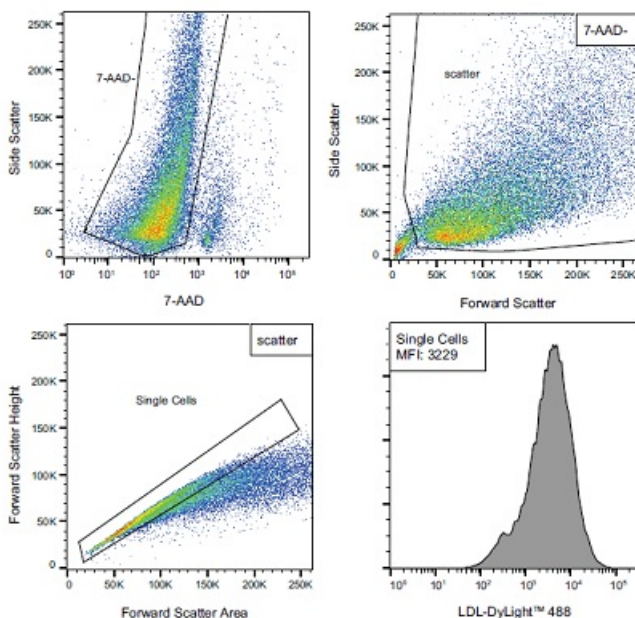 250K
200K
150K
100K
50K
0
Side Scatter
7-AAD-
10⁰ 10¹ 10² 10³ 10⁴ 10⁵
7-AAD
7-AAD-
scatter
250K
200K
150K
100K
50K
0
Side Scatter
0 50K 100K 150K 200K 250K
Forward Scatter
scatter
Single Cells
250K
200K
150K
100K
50K
0
Forward Scatter Height
0 50K 100K 150K 200K 250K
Forward Scatter Area
Single Cells
MFI: 3229
10⁰ 10¹ 10² 10³ 10⁴ 10⁵
LDL-DyLight™ 488